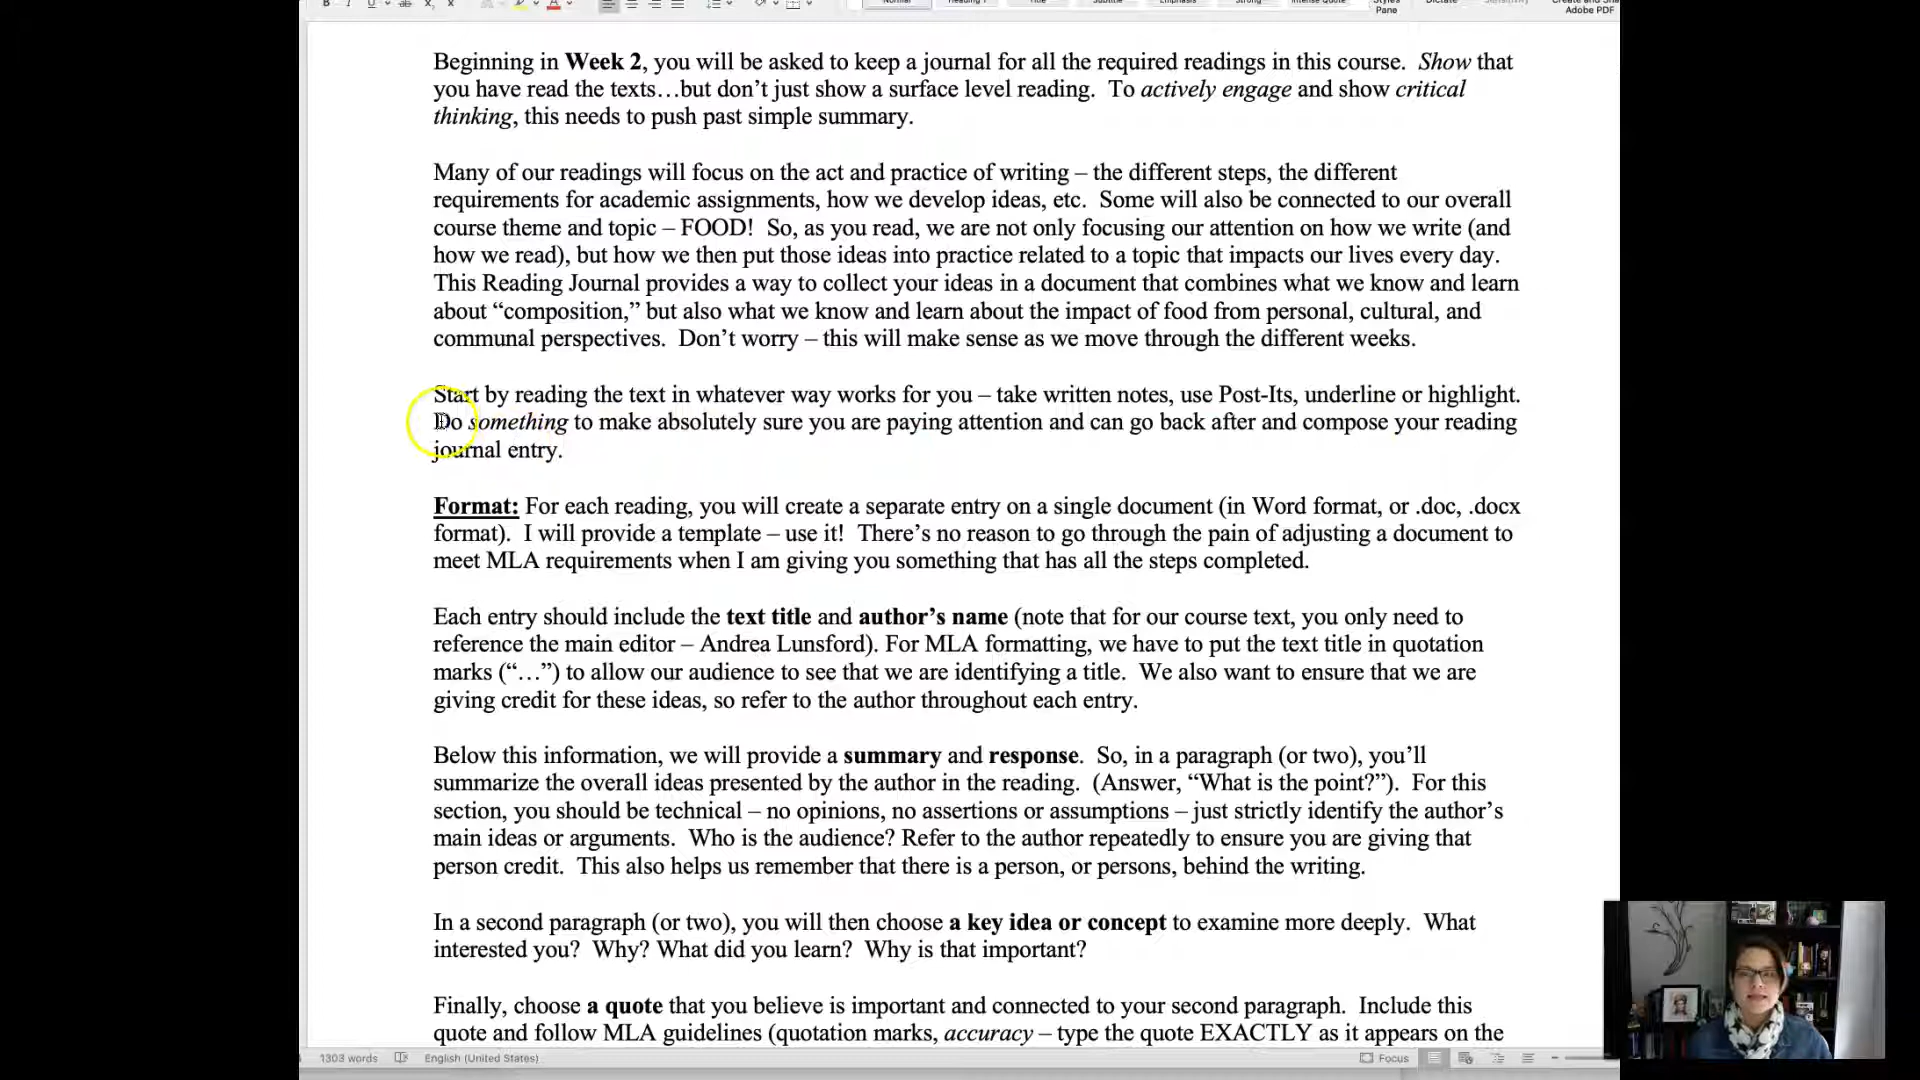 B I U ab x x A
Normal Heading 1 Title Subtitle Emphasis Strong Intense Quote Styles Dictate Sensitivity Create and Share
Pane Adobe PDF
Beginning in Week 2, you will be asked to keep a journal for all the required readings in this course.  Show that
you have read the texts…but don’t just show a surface level reading.  To actively engage and show critical
thinking, this needs to push past simple summary.
Many of our readings will focus on the act and practice of writing – the different steps, the different
requirements for academic assignments, how we develop ideas, etc.  Some will also be connected to our overall
course theme and topic – FOOD!  So, as you read, we are not only focusing our attention on how we write (and
how we read), but how we then put those ideas into practice related to a topic that impacts our lives every day.
This Reading Journal provides a way to collect your ideas in a document that combines what we know and learn
about “composition,” but also what we know and learn about the impact of food from personal, cultural, and
communal perspectives.  Don’t worry – this will make sense as we move through the different weeks.
Start by reading the text in whatever way works for you – take written notes, use Post-Its, underline or highlight.
Do something to make absolutely sure you are paying attention and can go back after and compose your reading
journal entry.
Format: For each reading, you will create a separate entry on a single document (in Word format, or .doc, .docx
format).  I will provide a template – use it!  There’s no reason to go through the pain of adjusting a document to
meet MLA requirements when I am giving you something that has all the steps completed.
Each entry should include the text title and author’s name (note that for our course text, you only need to
reference the main editor – Andrea Lunsford). For MLA formatting, we have to put the text title in quotation
marks (“…”) to allow our audience to see that we are identifying a title.  We also want to ensure that we are
giving credit for these ideas, so refer to the author throughout each entry.
Below this information, we will provide a summary and response.  So, in a paragraph (or two), you’ll
summarize the overall ideas presented by the author in the reading.  (Answer, “What is the point?”).  For this
section, you should be technical – no opinions, no assertions or assumptions – just strictly identify the author’s
main ideas or arguments.  Who is the audience? Refer to the author repeatedly to ensure you are giving that
person credit.  This also helps us remember that there is a person, or persons, behind the writing.
In a second paragraph (or two), you will then choose a key idea or concept to examine more deeply.  What
interested you?  Why? What did you learn?  Why is that important?
Finally, choose a quote that you believe is important and connected to your second paragraph.  Include this
quote and follow MLA guidelines (quotation marks, accuracy – type the quote EXACTLY as it appears on the
1303 words English (United States) Focus